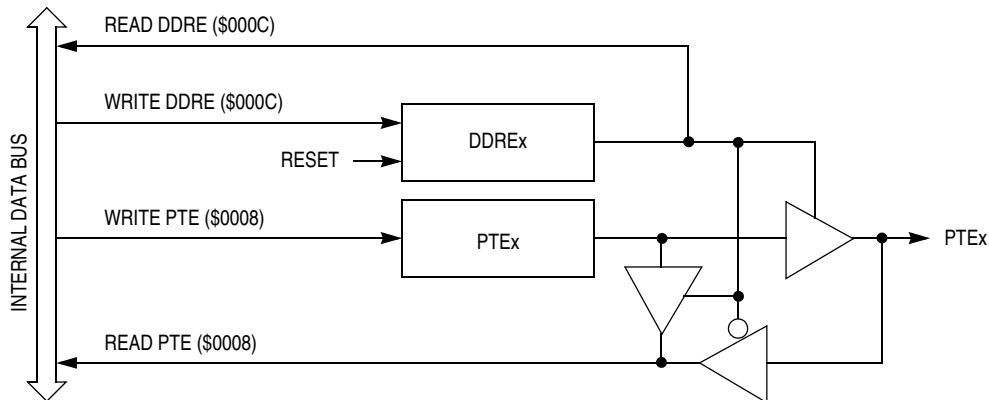 READ DDRE ($000C)
WRITE DDRE ($000C)
DDREx
RESET
INTERNAL DATA BUS
WRITE PTE ($0008)
PTEx
PTEx
READ PTE ($0008)